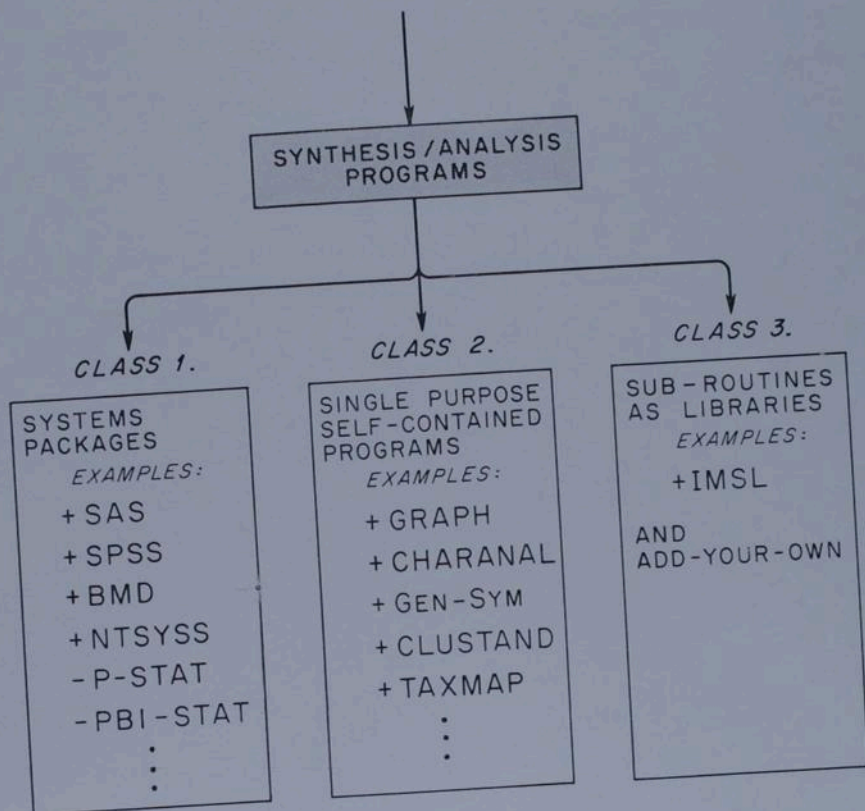 SYNTHESIS/ANALYSIS
PROGRAMS
CLASS 1.
SYSTEMS
PACKAGES
EXAMPLES:
+ SAS
+ SPSS
+ BMD
+ NTSYSS
- P-STAT
- PBI-STAT
CLASS 2.
SINGLE PURPOSE
SELF-CONTAINED
PROGRAMS
EXAMPLES:
+ GRAPH
+ CHARANAL
+ GEN-SYM
+ CLUSTAND
+ TAXMAP
CLASS 3.
SUB-ROUTINES
AS LIBRARIES
EXAMPLES:
+ IMSL
AND
ADD-YOUR-OWN